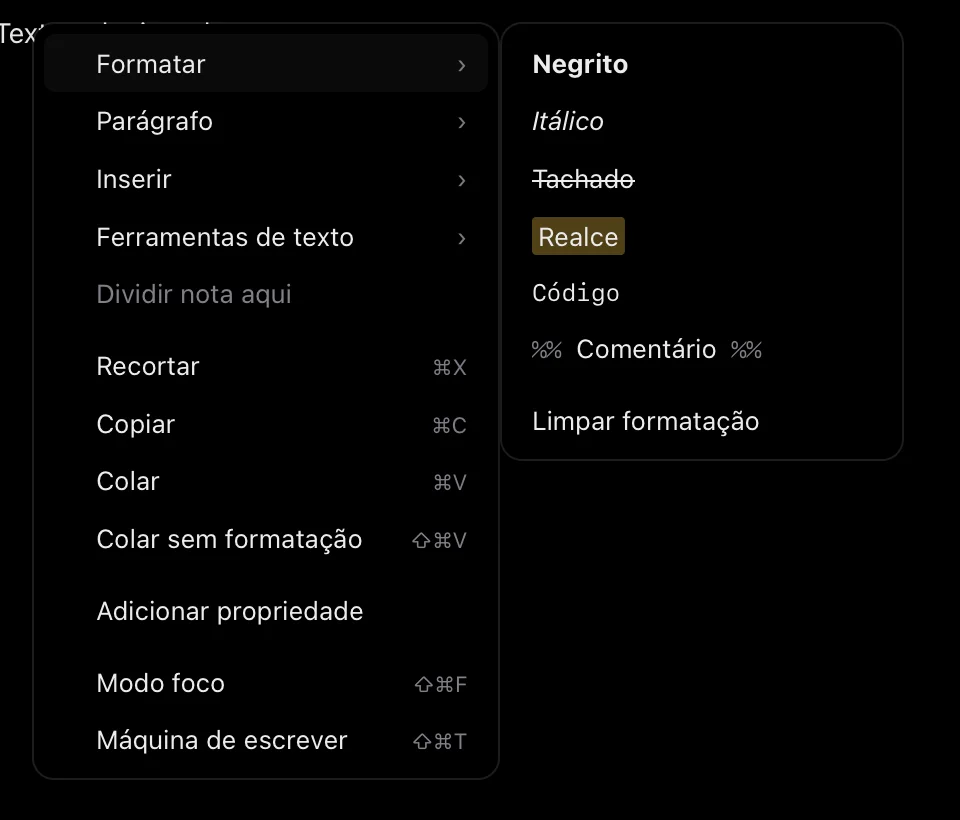 Formatar
Parágrafo
Inserir
Ferramentas de texto
Dividir nota aqui
Recortar ⌘X
Copiar ⌘C
Colar ⌘V
Colar sem formatação ⇧⌘V
Adicionar propriedade
Modo foco ⇧⌘F
Máquina de escrever ⇧⌘T
Negrito
Itálico
Tachado
Realce
Código
%% Comentário %%
Limpar formatação